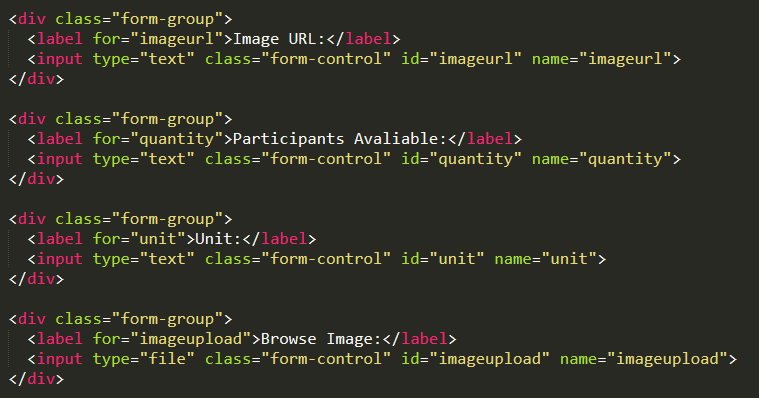 <div class="form-group">
<label for="imageurl">Image URL:</label>
<input type="text" class="form-control" id="imageurl" name="imageurl">
</div>
<div class="form-group">
<label for="quantity">Participants Avaliable:</label>
<input type="text" class="form-control" id="quantity" name="quantity">
</div>
<div class="form-group">
<label for="unit">Unit:</label>
<input type="text" class="form-control" id="unit" name="unit">
</div>
<div class="form-group">
<label for="imageupload">Browse Image:</label>
<input type="file" class="form-control" id="imageupload" name="imageupload">
</div>